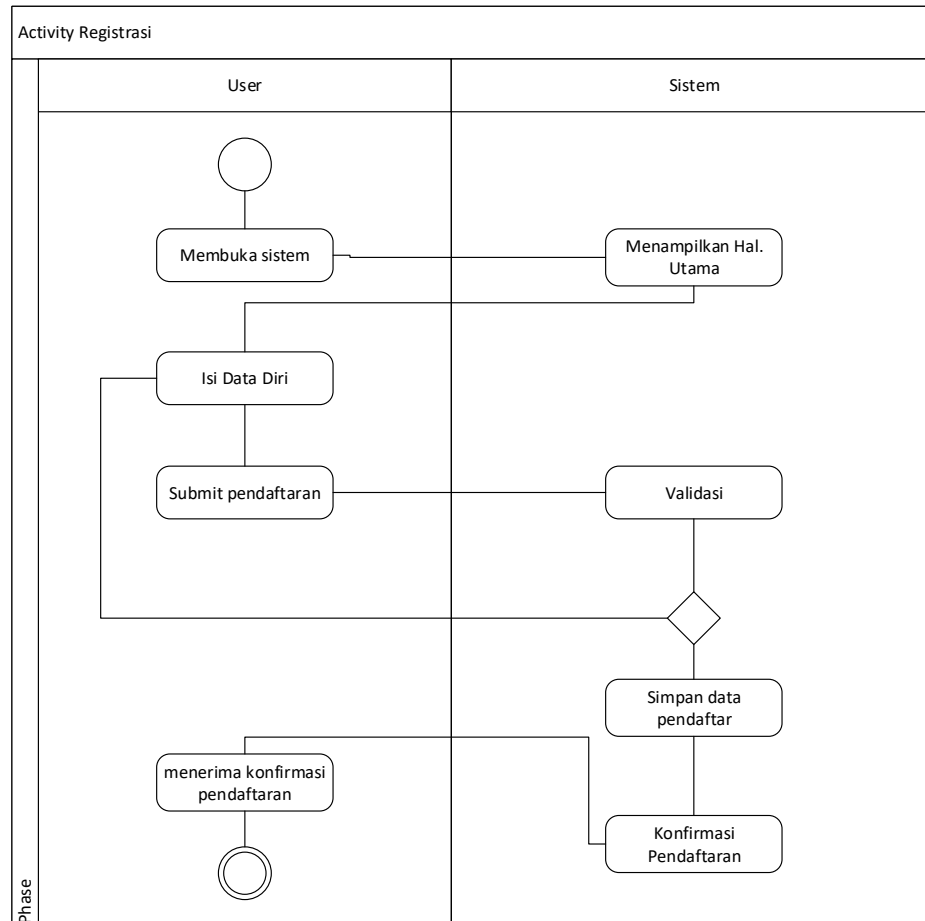 Activity Registrasi
User
Sistem
Membuka sistem
Menampilkan Hal.
Utama
Isi Data Diri
Submit pendaftaran
Validasi
Simpan data
pendaftar
menerima konfirmasi
pendaftaran
Konfirmasi
Pendaftaran
Phase